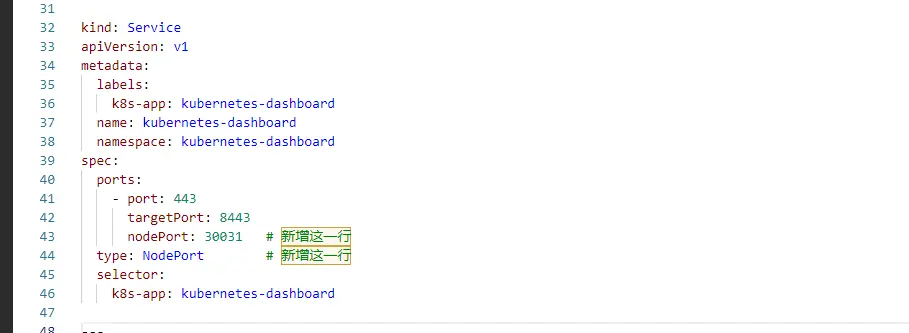 31
32 kind: Service
33 apiVersion: v1
34 metadata:
35   labels:
36     k8s-app: kubernetes-dashboard
37   name: kubernetes-dashboard
38   namespace: kubernetes-dashboard
39 spec:
40   ports:
41     - port: 443
42       targetPort: 8443
43       nodePort: 30031   # 新增这一行
44   type: NodePort        # 新增这一行
45   selector:
46     k8s-app: kubernetes-dashboard
47
48 ---